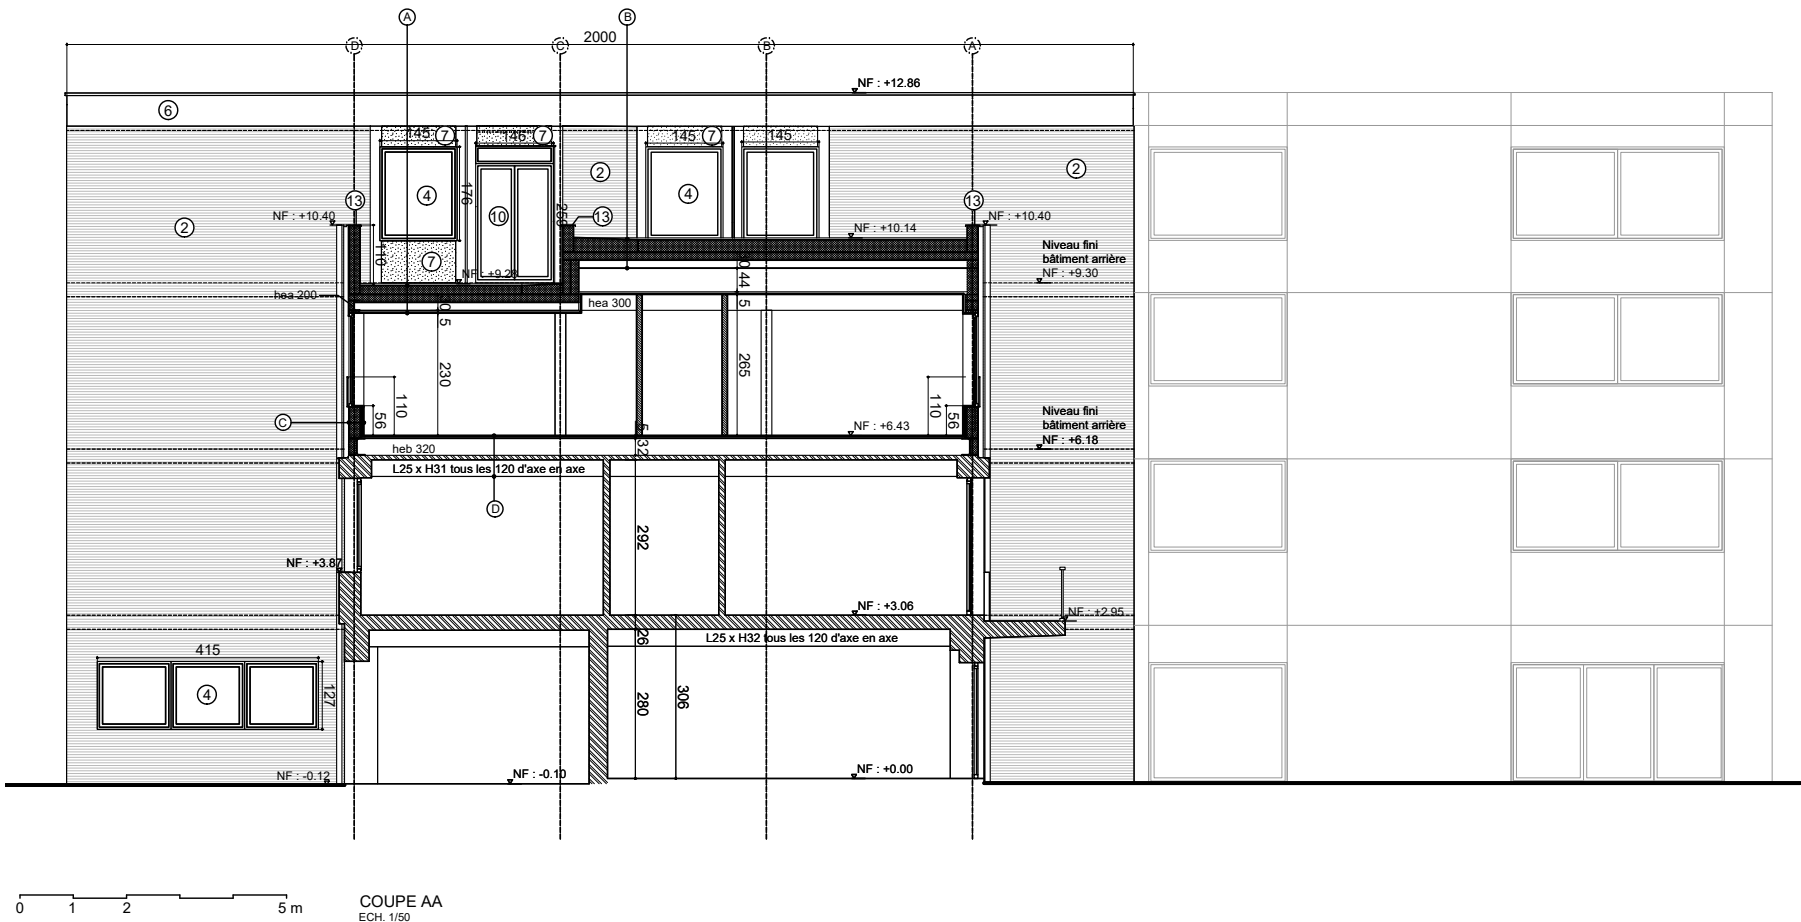 A
B
2000
D
C
B
A
NF : +12.86
6
145
7
146
7
145
7
145
2
2
4
176
10
4
13
13
13
256
NF : +10.40
NF : +10.40
2
110
NF : +10.14
7
Niveau fini
bâtiment arrière
NF : +9.30
NF : +9.28
44
hea 200
hea 300
5
5
230
265
110
56
110
56
C
Niveau fini
bâtiment arrière
NF : +6.18
NF : +6.43
5
32
heb 320
L25 x H31 tous les 120 d'axe en axe
D
292
NF : +3.87
NF : +3.06
NF : +2.95
26
L25 x H32 tous les 120 d'axe en axe
415
4
127
280
306
NF : -0.12
NF : -0.10
NF : +0.00
0
1
2
5 m
COUPE AA
ECH. 1/50